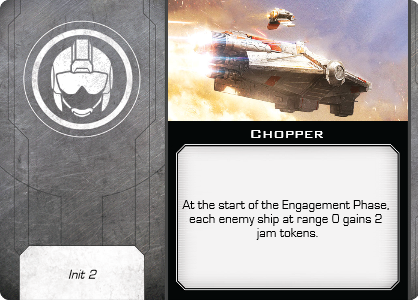 Chopper
At the start of the Engagement Phase,
each enemy ship at range 0 gains 2
jam tokens.
Init 2